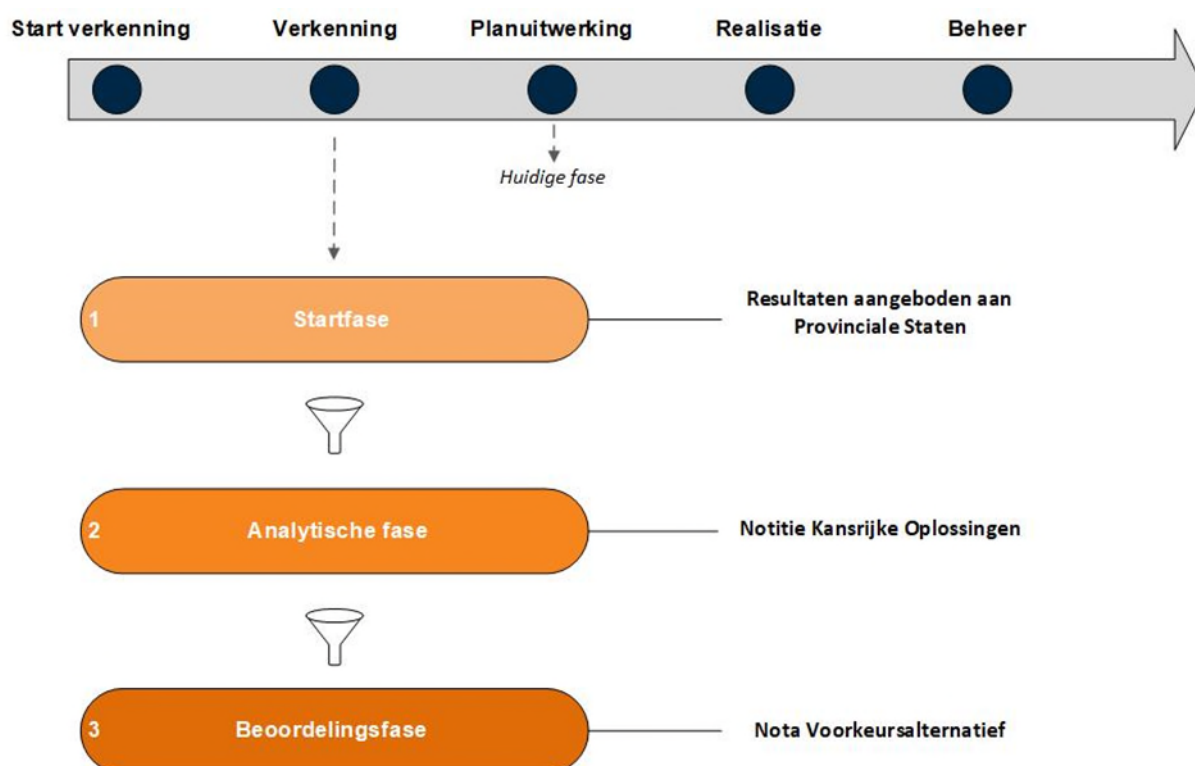 Start verkenning
Verkenning
Planuitwerking
Realisatie
Beheer
Huidige fase
1
Startfase
Resultaten aangeboden aan
Provinciale Staten
2
Analytische fase
Notitie Kansrijke Oplossingen
3
Beoordelingsfase
Nota Voorkeursalternatief